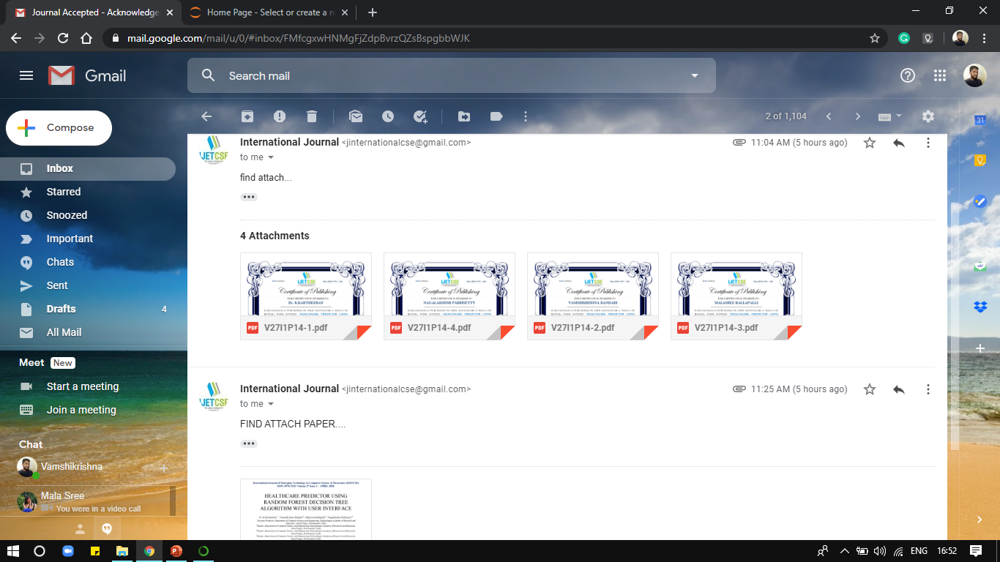 Journal Accepted - Acknowledge
Home Page - Select or create a n
mail.google.com/mail/u/0/#inbox/FMfcgxwHNMgFjZdpBvrzQZsBspgbbWJK
Gmail
Search mail
Compose
2 of 1,104
31
Inbox
Starred
Snoozed
Important
Chats
Sent
Drafts 4
All Mail
Meet New
Start a meeting
Join a meeting
Chat
Vamshikrishna
Mala Sree
You were in a video call
IJETCSE
International Journal <jinternationalcse@gmail.com> 11:04 AM (5 hours ago)
to me
find attach...
4 Attachments
Certificate of Publishing
Dr. K.KARTHEEBAN
PDF V27I1P14-1.pdf
Certificate of Publishing
PDF V27I1P14-4.pdf
Certificate of Publishing
VAMSHIKRISHNA BANDARI
PDF V27I1P14-2.pdf
Certificate of Publishing
MALASREE RALLAPALLI
PDF V27I1P14-3.pdf
International Journal <jinternationalcse@gmail.com> 11:25 AM (5 hours ago)
to me
FIND ATTACH PAPER....
HEALTHCARE PREDICTOR USING
RANDOM FOREST DECISION TREE
ALGORITHM WITH USER INTERFACE
ENG 16:52